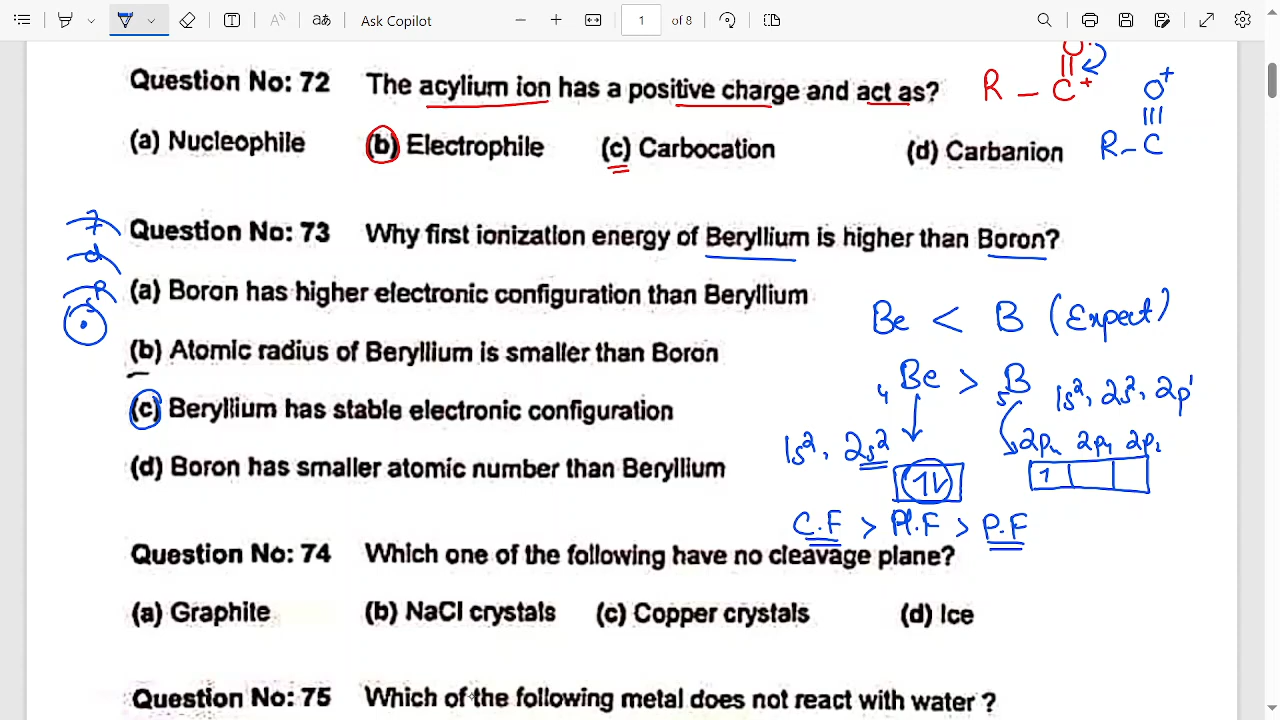 Ask Copilot
1 of 8
Question No: 72 The acylium ion has a positive charge and act as?
(a) Nucleophile (b) Electrophile (c) Carbocation (d) Carbanion
O
R - C+
O+
R - C
Question No: 73 Why first ionization energy of Beryllium is higher than Boron?
f
d
P
s
(a) Boron has higher electronic configuration than Beryllium
Be < B (Expect)
(b) Atomic radius of Beryllium is smaller than Boron
4Be > 5B 1s², 2s², 2p¹
(c) Beryllium has stable electronic configuration
1s², 2s²
2px 2py 2pz
(d) Boron has smaller atomic number than Beryllium
1
C.F > Pl.F > P.F
Question No: 74 Which one of the following have no cleavage plane?
(a) Graphite (b) NaCl crystals (c) Copper crystals (d) Ice
Question No: 75 Which of the following metal does not react with water ?